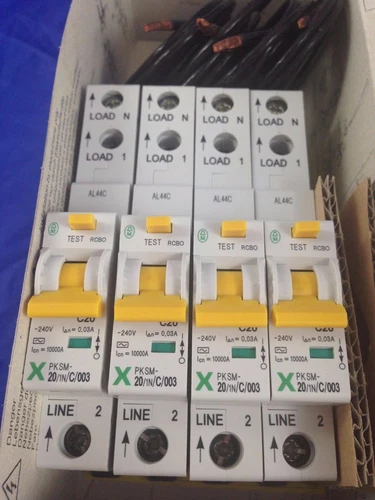 LOAD N LOAD N LOAD N LOAD N
LOAD 1 LOAD 1 LOAD 1 LOAD 1
AL44C AL44C AL44C AL44C
TEST RCBO TEST RCBO TEST RCBO TEST RCBO
C20 C20 C20 C20
~240V IΔn = 0,03A ~240V IΔn = 0,03A ~240V IΔn = 0,03A ~240V IΔn = 0,03A
Icn = 10000A Icn = 10000A Icn = 10000A Icn = 10000A
X PKSM- X PKSM- X PKSM- X PKSM-
20/1N/C/003 20/1N/C/003 20/1N/C/003 20/1N/C/003
LINE 2 LINE 2 LINE 2 LINE 2